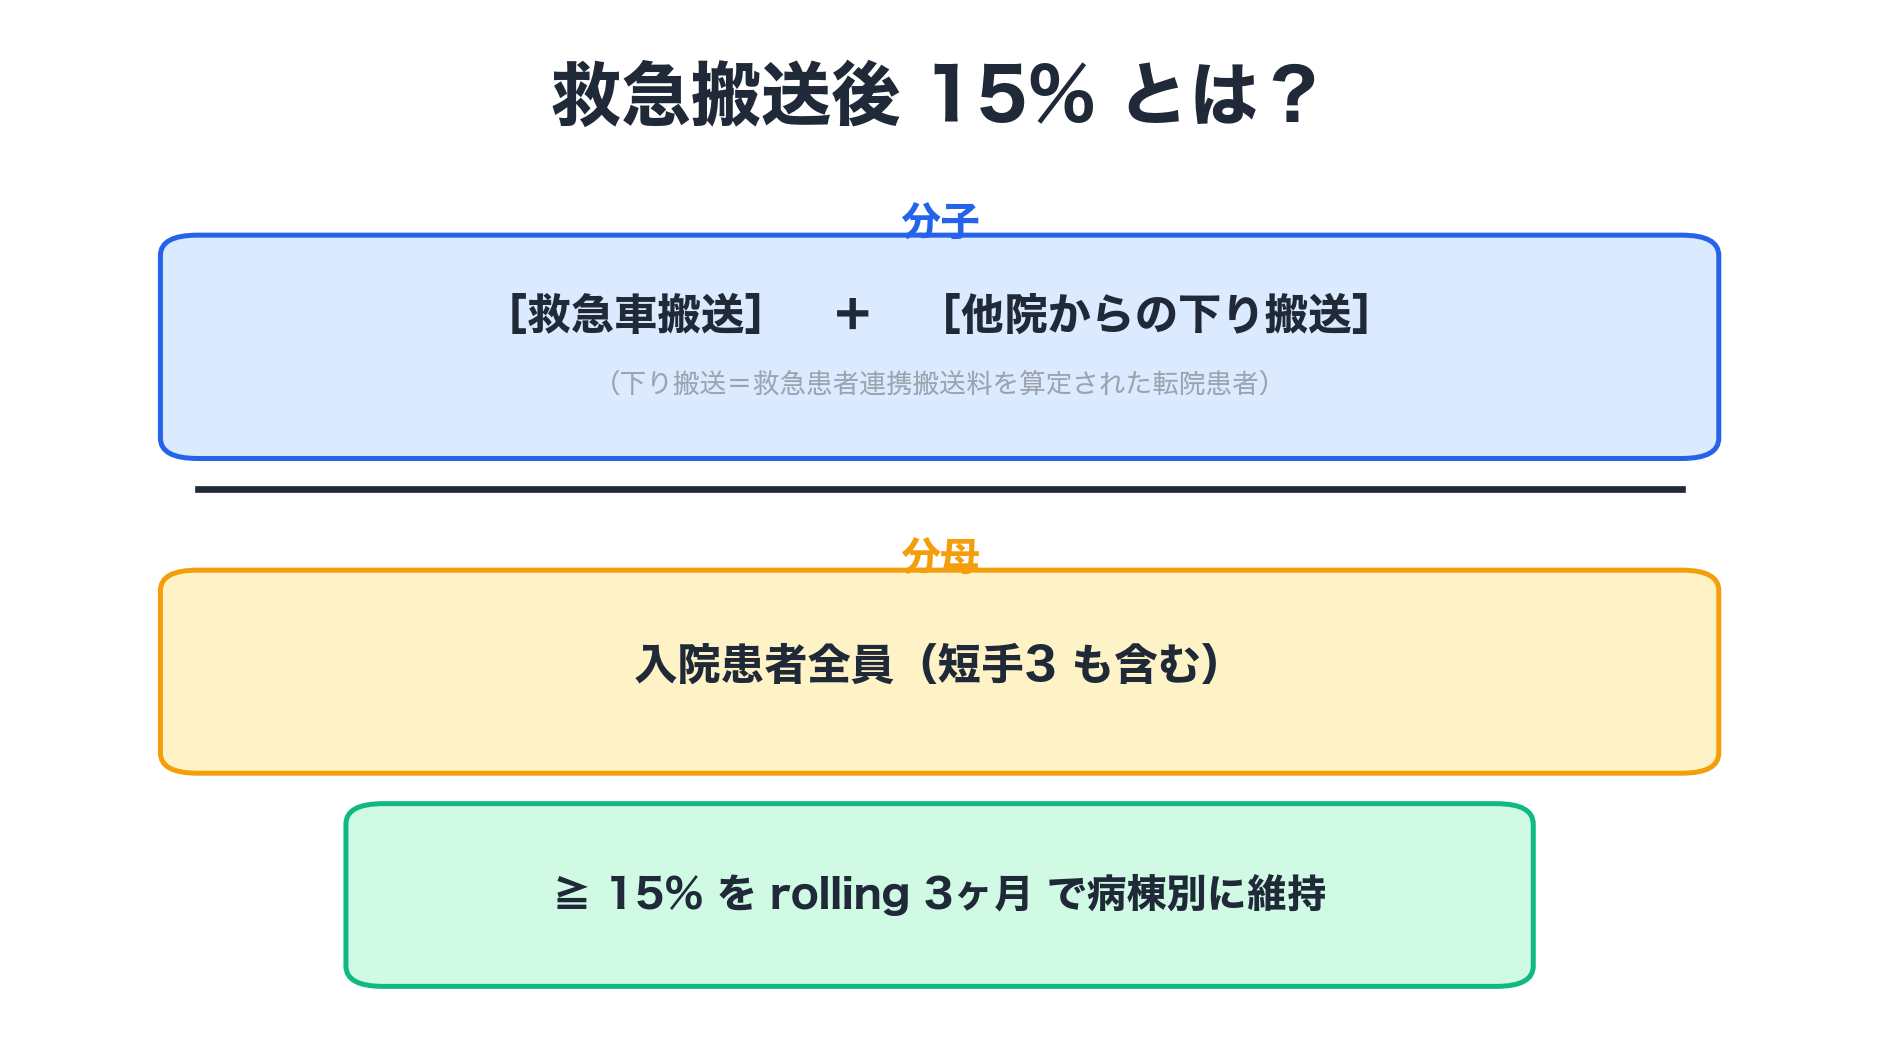 救急搬送後 15% とは？
分子
［救急車搬送］ ＋ ［他院からの下り搬送］
（下り搬送＝救急患者連携搬送料を算定された転院患者）
分母
入院患者全員（短手3 も含む）
≧ 15% を rolling 3ヶ月 で病棟別に維持